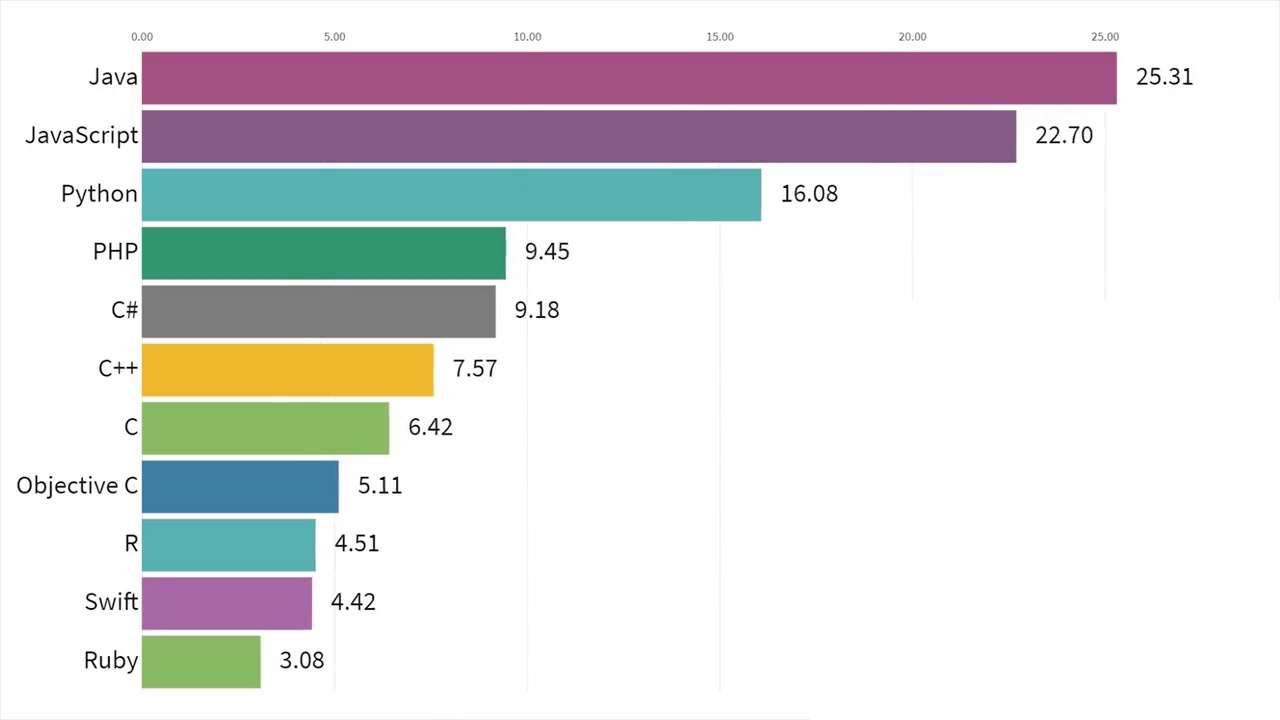 0.00 5.00 10.00 15.00 20.00 25.00
Java 25.31
JavaScript 22.70
Python 16.08
PHP 9.45
C# 9.18
C++ 7.57
C 6.42
Objective C 5.11
R 4.51
Swift 4.42
Ruby 3.08